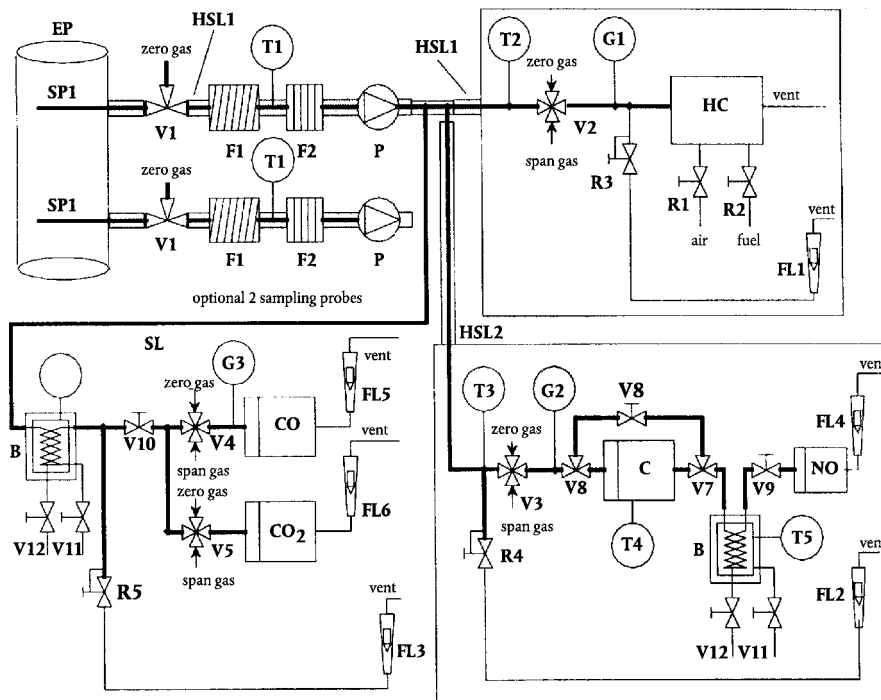 EP
HSL1
T1
zero gas
SP1
V1
F1
F2
P
HSL1
T2
G1
zero gas
V2
span gas
HC
vent
R3
R1
R2
air
fuel
vent
FL1
T1
zero gas
SP1
V1
F1
F2
P
optional 2 sampling probes
SL
HSL2
B
V12
V11
V10
zero gas
G3
V4
span gas
CO
vent
FL5
zero gas
V5
span gas
CO2
vent
FL6
R5
vent
FL3
T3
G2
zero gas
V3
span gas
V8
V8
C
V7
T4
V9
NO
vent
FL4
R4
B
T5
V12
V11
vent
FL2